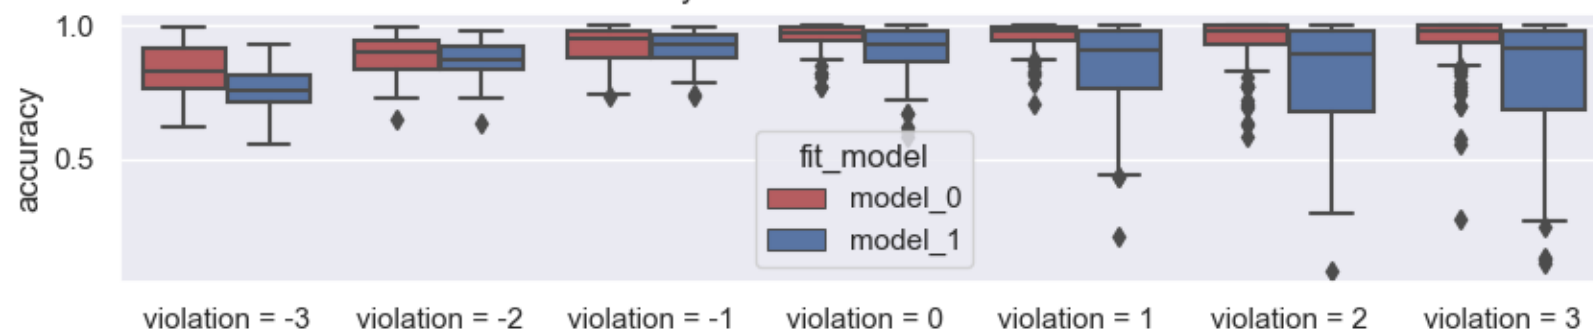 1.0
0.5
accuracy
fit_model
model_0
model_1
violation = -3 violation = -2 violation = -1 violation = 0 violation = 1 violation = 2 violation = 3